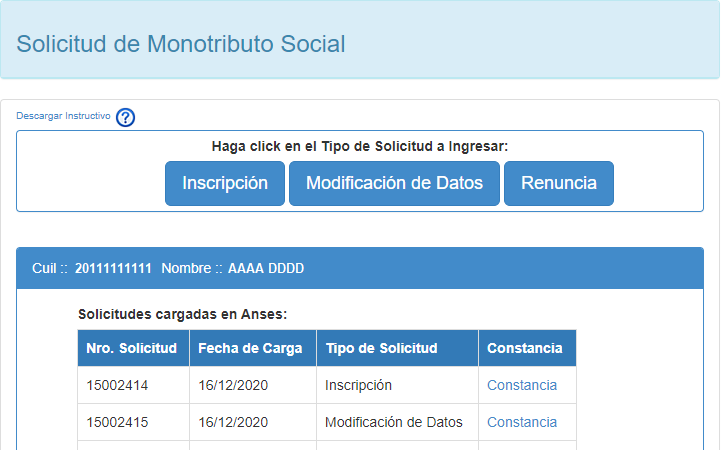 Solicitud de Monotributo Social
Descargar Instructivo ?
Haga click en el Tipo de Solicitud a Ingresar:
Inscripción Modificación de Datos Renuncia
Cuil :: 20111111111 Nombre :: AAAA DDDD
Solicitudes cargadas en Anses:
Nro. Solicitud Fecha de Carga Tipo de Solicitud Constancia
15002414 16/12/2020 Inscripción Constancia
15002415 16/12/2020 Modificación de Datos Constancia